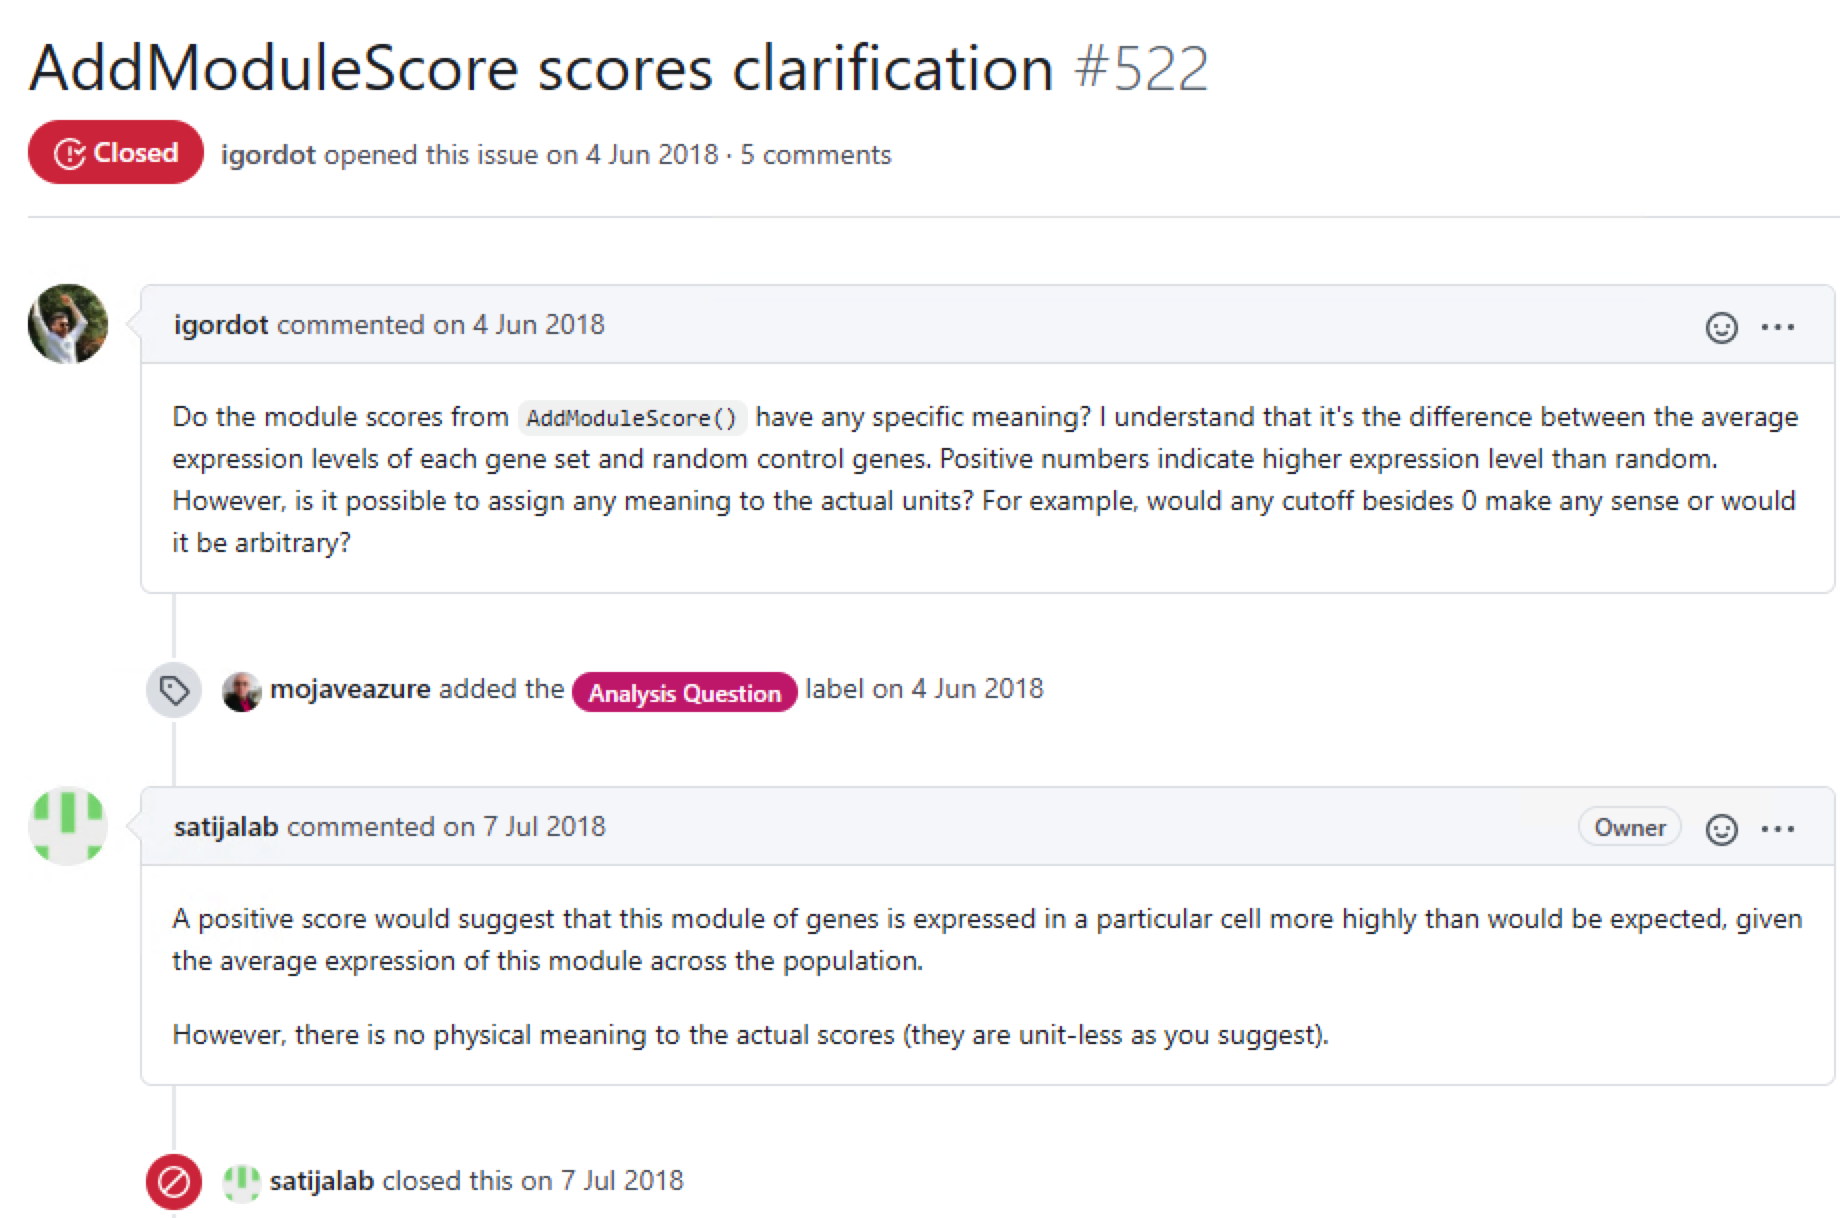 AddModuleScore scores clarification #522
Closed igordot opened this issue on 4 Jun 2018 · 5 comments
igordot commented on 4 Jun 2018
Do the module scores from AddModuleScore() have any specific meaning? I understand that it's the difference between the average
expression levels of each gene set and random control genes. Positive numbers indicate higher expression level than random.
However, is it possible to assign any meaning to the actual units? For example, would any cutoff besides 0 make any sense or would
it be arbitrary?
mojaveazure added the Analysis Question label on 4 Jun 2018
satijalab commented on 7 Jul 2018 Owner
A positive score would suggest that this module of genes is expressed in a particular cell more highly than would be expected, given
the average expression of this module across the population.
However, there is no physical meaning to the actual scores (they are unit-less as you suggest).
satijalab closed this on 7 Jul 2018